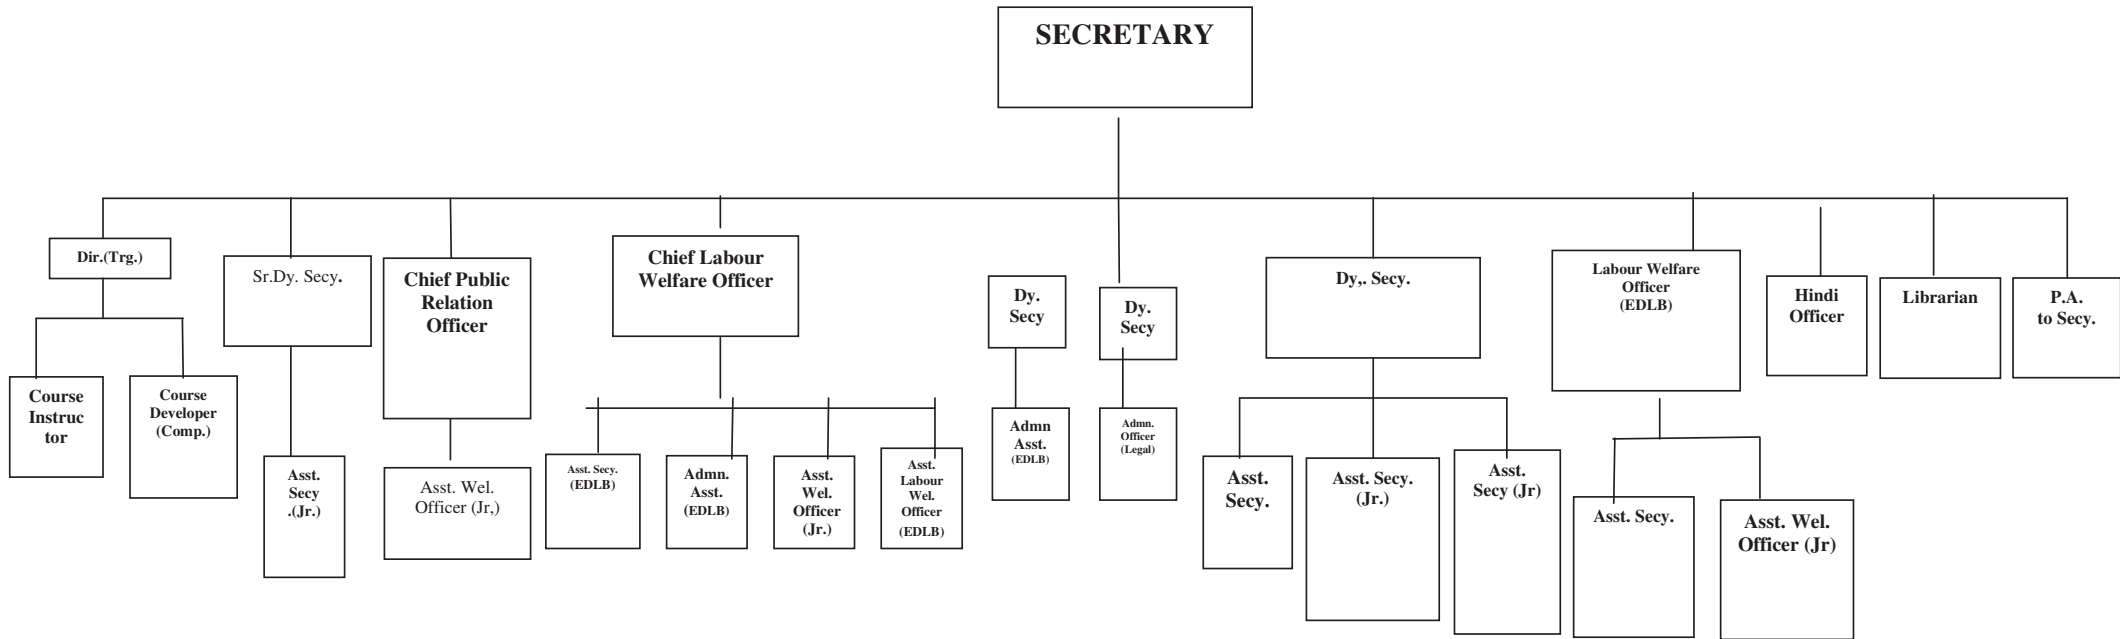 SECRETARY
Dir.(Trg.)
Sr.Dy. Secy.
Chief Public
Relation
Officer
Chief Labour
Welfare Officer
Dy.
Secy
Dy.
Secy
Dy,. Secy.
Labour Welfare
Officer
(EDLB)
Hindi
Officer
Librarian
P.A.
to Secy.
Course
Instruc
tor
Course
Developer
(Comp.)
Asst.
Secy
.(Jr.)
Asst. Wel.
Officer (Jr,)
Asst. Secy.
(EDLB)
Admn.
Asst.
(EDLB)
Asst.
Wel.
Officer
(Jr.)
Asst.
Labour
Wel.
Officer
(EDLB)
Admn
Asst.
(EDLB)
Admn.
Officer
(Legal)
Asst.
Secy.
Asst. Secy.
(Jr.)
Asst.
Secy (Jr)
Asst. Secy.
Asst. Wel.
Officer (Jr)